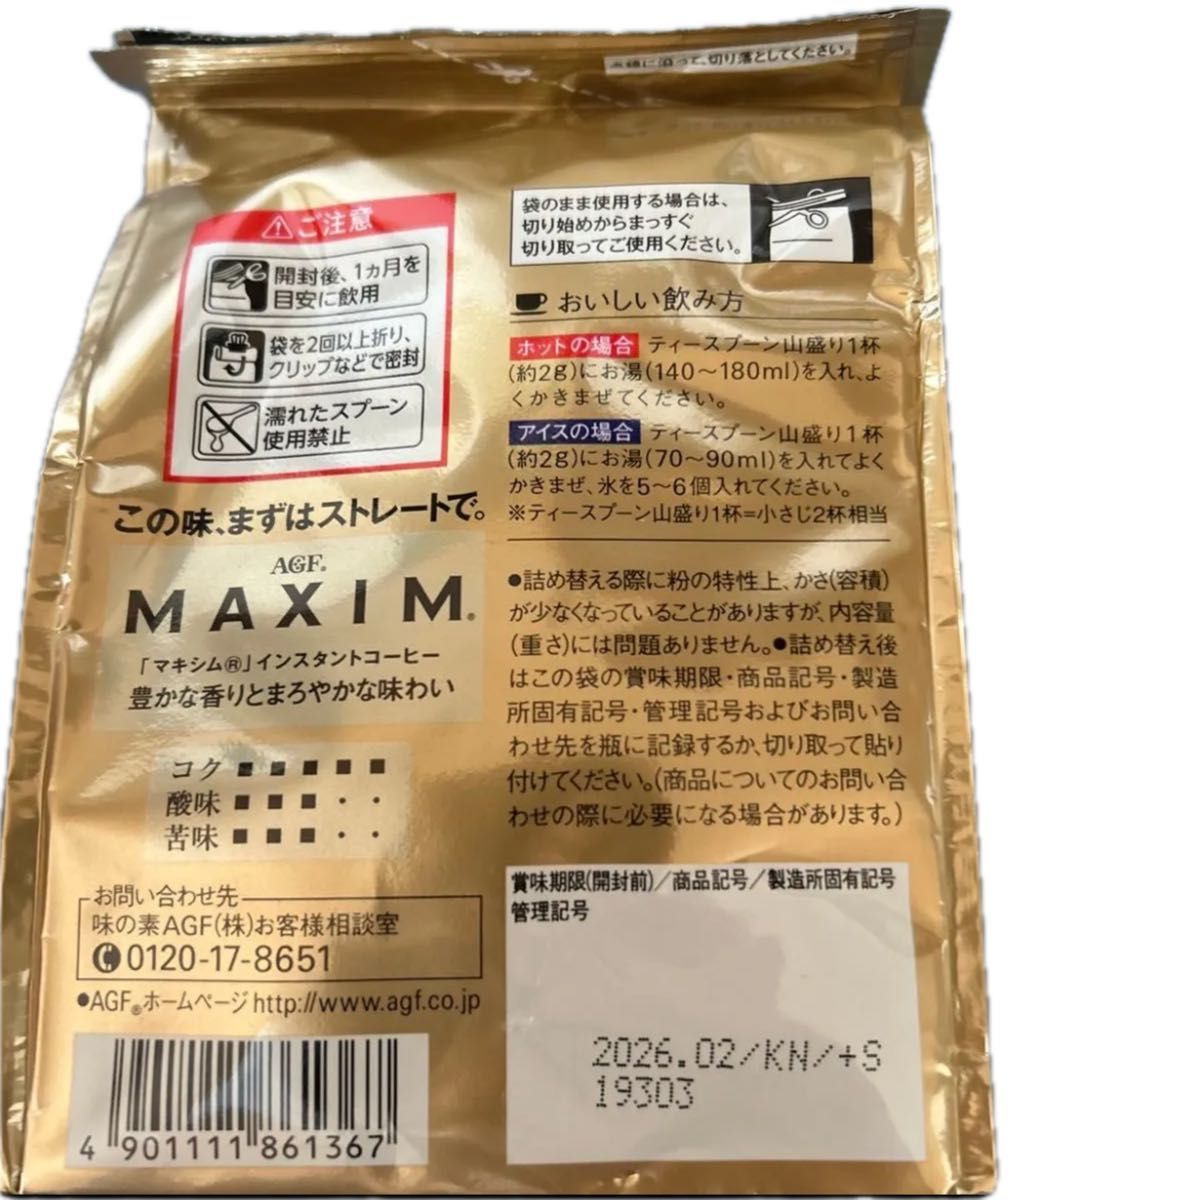 に沿って、切り落としてください。
⚠ご注意
開封後、1ヵ月を
目安に飲用
袋を2回以上折り、
クリップなどで密封
濡れたスプーン
使用禁止
この味、まずはストレートで。
AGF®
MAXIM®
「マキシム®」インスタントコーヒー
豊かな香りとまろやかな味わい
コク ■ ■ ■ ■ ■
酸味 ■ ■ ■ ・ ・
苦味 ■ ■ ■ ・ ・
お問い合わせ先
味の素AGF(株)お客様相談室
0120-17-8651
●AGF®ホームページ http://www.agf.co.jp
4 901111 861367
袋のまま使用する場合は、
切り始めからまっすぐ
切り取ってご使用ください。
おいしい飲み方
ホットの場合 ティースプーン山盛り1杯
(約2g)にお湯(140～180ml)を入れ、よ
くかきまぜてください。
アイスの場合 ティースプーン山盛り1杯
(約2g)にお湯(70～90ml)を入れてよく
かきまぜ、氷を5～6個入れてください。
※ティースプーン山盛り1杯=小さじ2杯相当
●詰め替える際に粉の特性上、かさ(容積)
が少なくなっていることがありますが、内容量
(重さ)には問題ありません。●詰め替え後
はこの袋の賞味期限・商品記号・製造
所固有記号・管理記号およびお問い合
わせ先を瓶に記録するか、切り取って貼り
付けてください。(商品についてのお問い合
わせの際に必要になる場合があります。)
賞味期限(開封前)/商品記号/製造所固有記号
管理記号
2026.02/KN/+S
19303